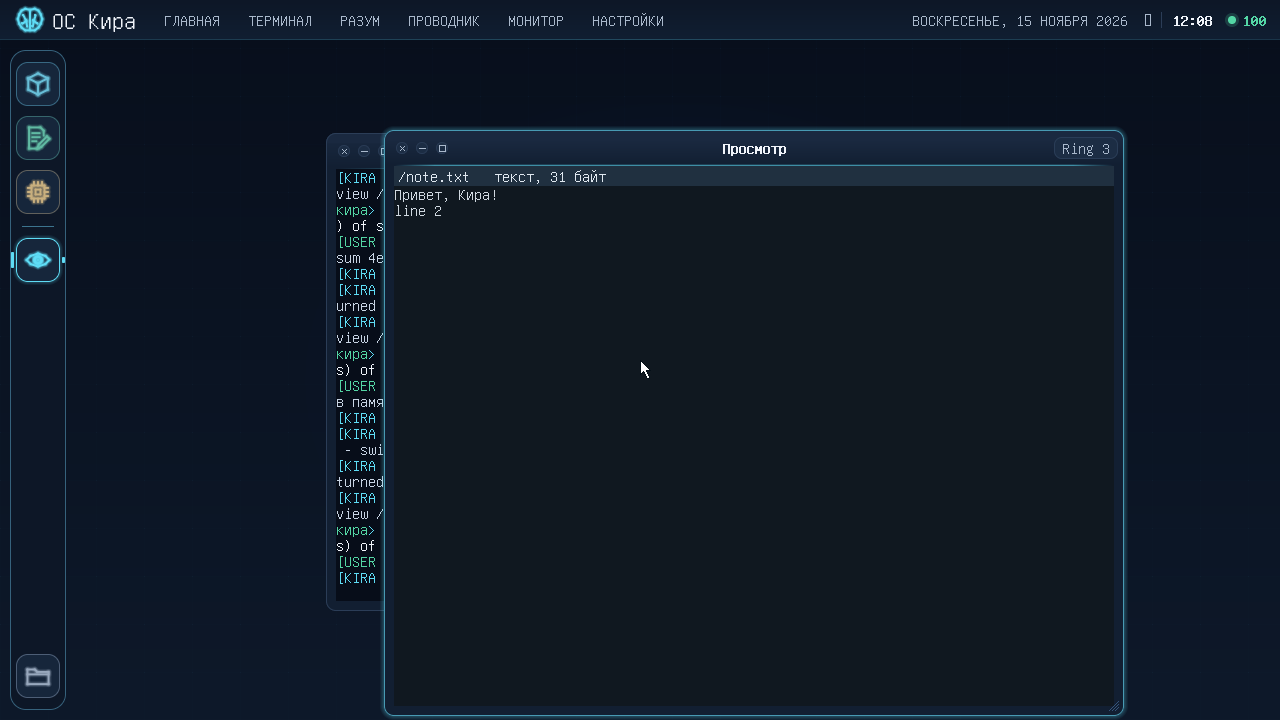 ОС Кира ГЛАВНАЯ ТЕРМИНАЛ РАЗУМ ПРОВОДНИК МОНИТОР НАСТРОЙКИ ВОСКРЕСЕНЬЕ, 15 НОЯБРЯ 2026 12:08 100
Просмотр Ring 3
/note.txt текст, 31 байт
Привет, Кира!
line 2
[KIRA
view /
кира>
) of s
[USER
sum 4e
[KIRA
[KIRA
urned
[KIRA
view /
кира>
s) of
[USER
в памя
[KIRA
[KIRA
- swi
[KIRA
turned
[KIRA
view /
кира>
s) of
[USER
[KIRA